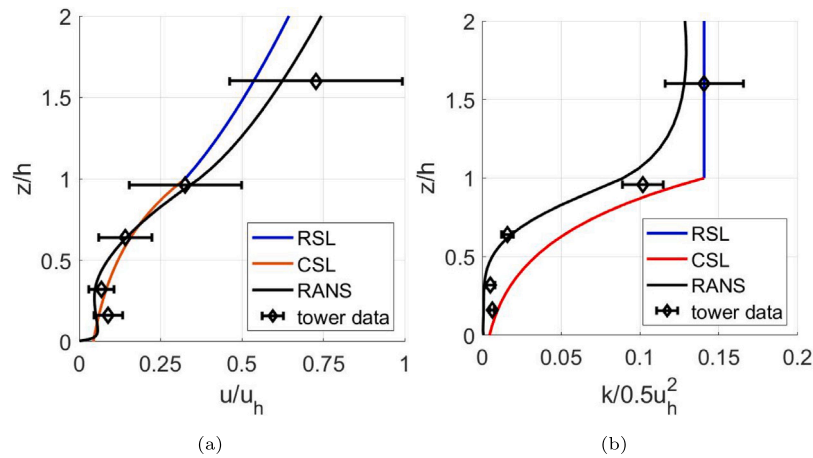 2
1.5
1
0.5
0
z/h
0
0.25
0.5
0.75
1
u/u_h
RSL
CSL
RANS
tower data
(a)
2
1.5
1
0.5
0
z/h
0
0.05
0.1
0.15
0.2
k/0.5u_h^2
RSL
CSL
RANS
tower data
(b)